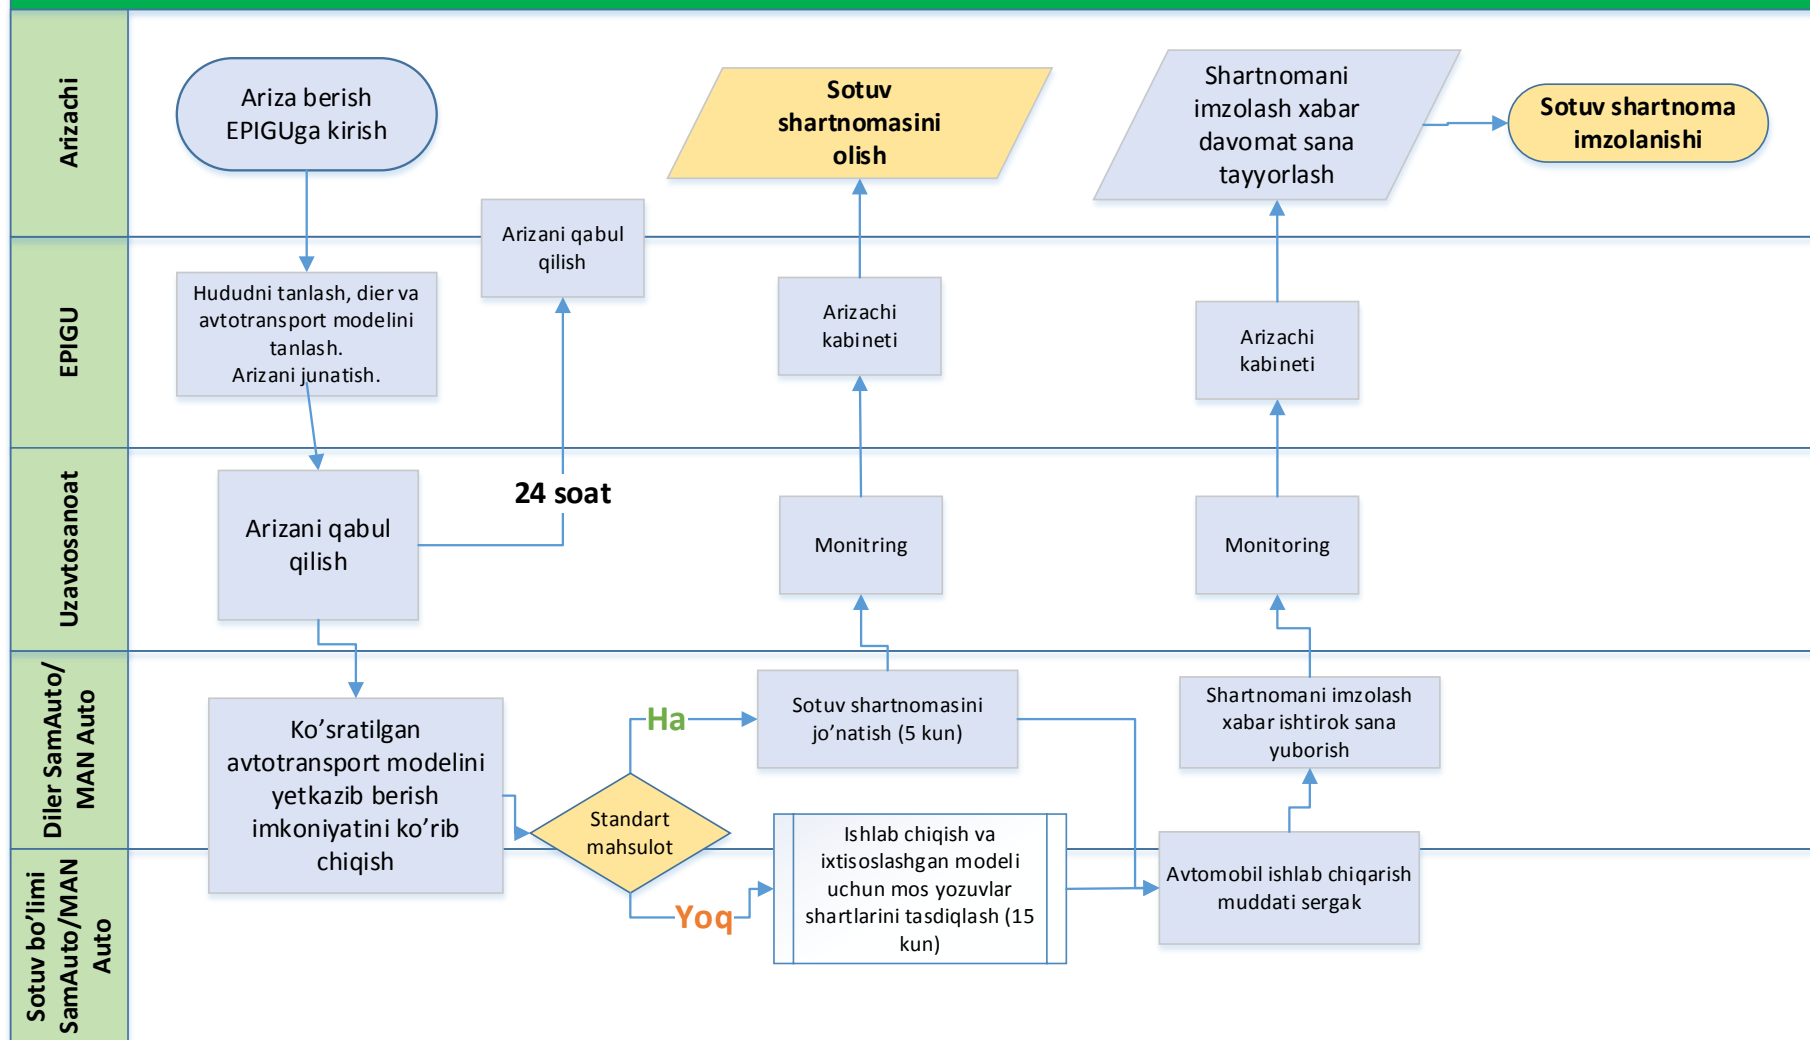 Arizachi
Ariza berish
EPIGUga kirish
Sotuv
shartnomasini
olish
Shartnomani
imzolash xabar
davomat sana
tayyorlash
Sotuv shartnoma
imzolanishi
Arizani qabul
qilish
EPIGU
Hududni tanlash, dier va
avtotransport modelini
tanlash.
Arizani junatish.
Arizachi
kabineti
Arizachi
kabineti
Uzavtosanoat
Arizani qabul
qilish
24 soat
Monitring
Monitoring
Diler SamAuto/
MAN Auto
Ko’sratilgan
avtotransport modelini
yetkazib berish
imkoniyatini ko’rib
chiqish
Standart
mahsulot
Ha
Sotuv shartnomasini
jo’natish (5 kun)
Shartnomani imzolash
xabar ishtirok sana
yuborish
Sotuv bo’limi
SamAuto/MAN
Auto
Yoq
Ishlab chiqish va
ixtisoslashgan modeli
uchun mos yozuvlar
shartlarini tasdiqlash (15
kun)
Avtomobil ishlab chiqarish
muddati sergak